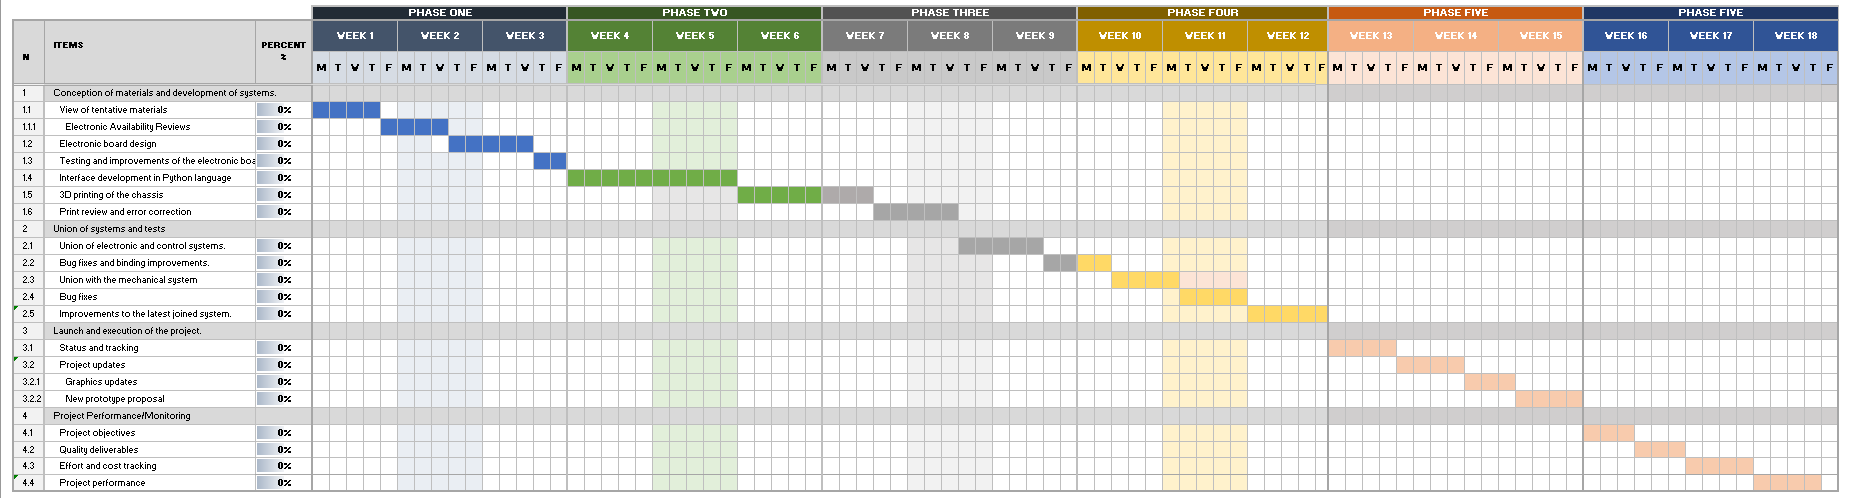 PHASE ONE PHASE TWO PHASE THREE PHASE FOUR PHASE FIVE PHASE FIVE
N ITEMS PERCENT % WEEK 1 WEEK 2 WEEK 3 WEEK 4 WEEK 5 WEEK 6 WEEK 7 WEEK 8 WEEK 9 WEEK 10 WEEK 11 WEEK 12 WEEK 13 WEEK 14 WEEK 15 WEEK 16 WEEK 17 WEEK 18
M T W T F M T W T F M T W T F M T W T F M T W T F M T W T F M T W T F M T W T F M T W T F M T W T F M T W T F M T W T F M T W T F M T W T F M T W T F M T W T F M T W T F M T W T F
1 Conception of materials and development of systems.
1.1 View of tentative materials 0%
1.1.1 Electronic Availability Reviews 0%
1.2 Electronic board design 0%
1.3 Testing and improvements of the electronic boa 0%
1.4 Interface development in Python language 0%
1.5 3D printing of the chassis 0%
1.6 Print review and error correction 0%
2 Union of systems and tests
2.1 Union of electronic and control systems. 0%
2.2 Bug fixes and binding improvements. 0%
2.3 Union with the mechanical system 0%
2.4 Bug fixes 0%
2.5 Improvements to the latest joined system. 0%
3 Launch and execution of the project.
3.1 Status and tracking 0%
3.2 Project updates 0%
3.2.1 Graphics updates 0%
3.2.2 New prototype proposal 0%
4 Project Performance/Monitoring
4.1 Project objectives 0%
4.2 Quality deliverables 0%
4.3 Effort and cost tracking 0%
4.4 Project performance 0%